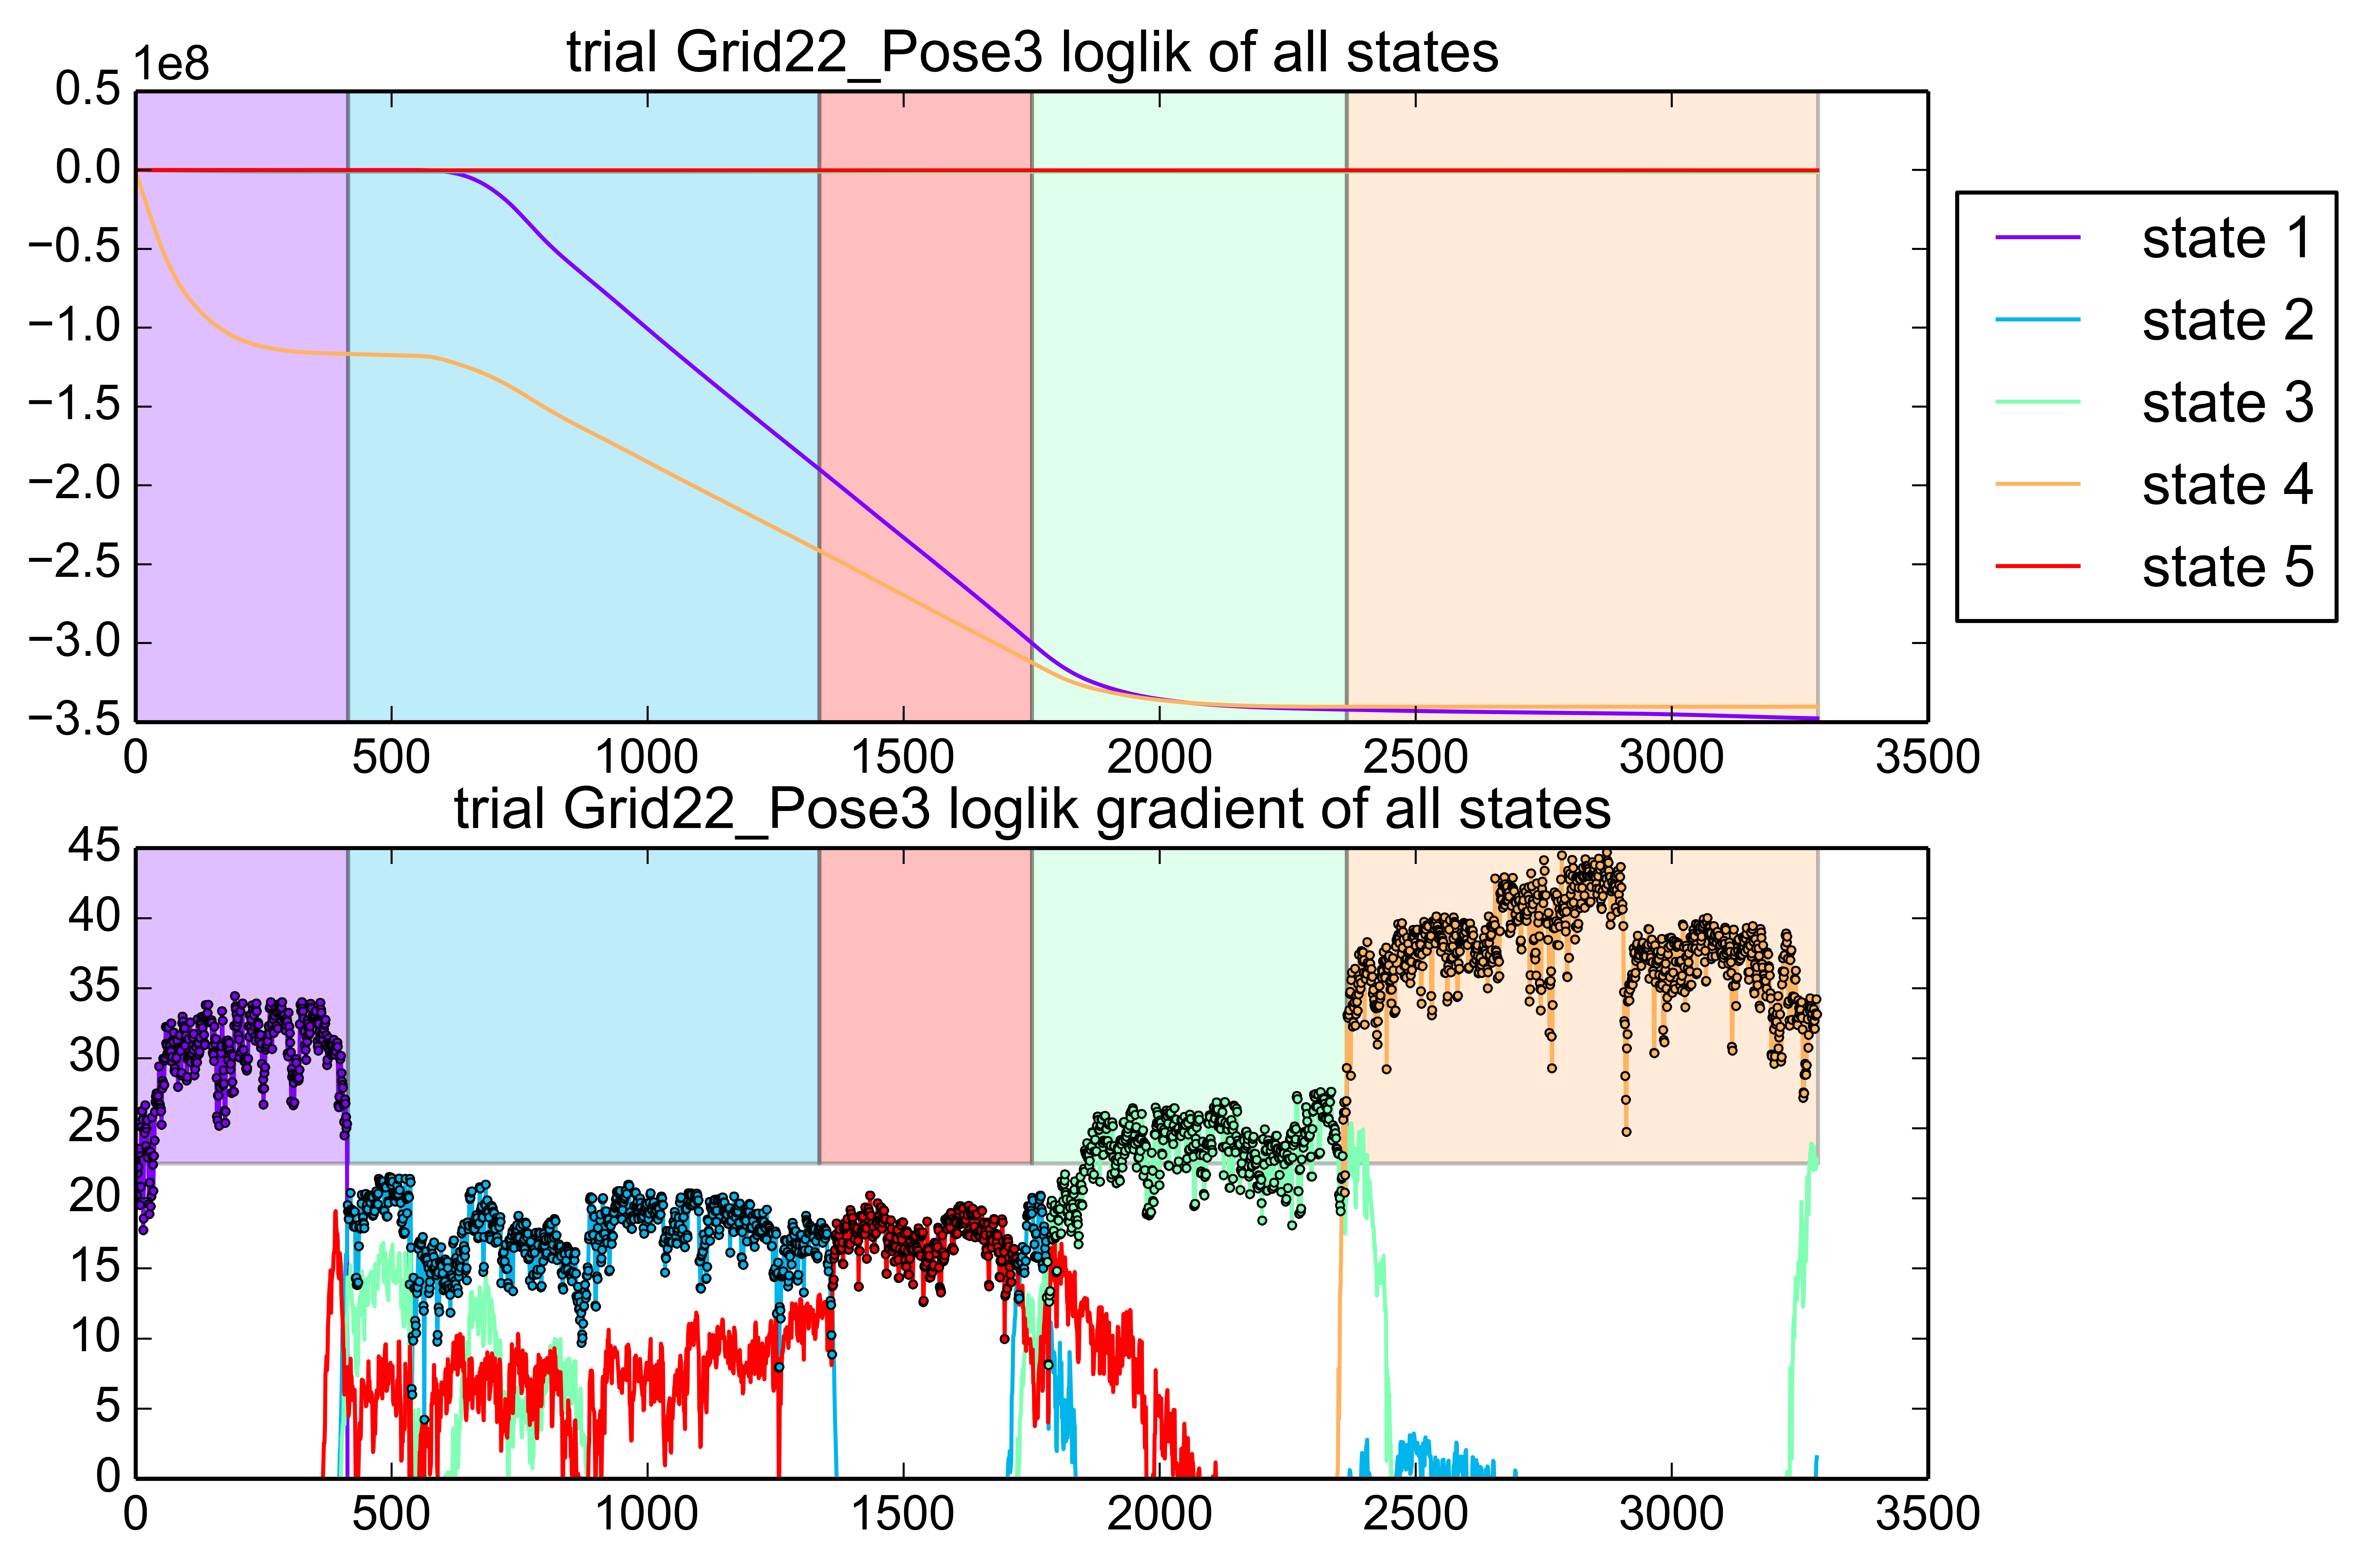 trial Grid22_Pose3 loglik of all states
1e8
0.5
0.0
−0.5
−1.0
−1.5
−2.0
−2.5
−3.0
−3.5
0 500 1000 1500 2000 2500 3000 3500
state 1
state 2
state 3
state 4
state 5
trial Grid22_Pose3 loglik gradient of all states
45
40
35
30
25
20
15
10
5
0
0 500 1000 1500 2000 2500 3000 3500